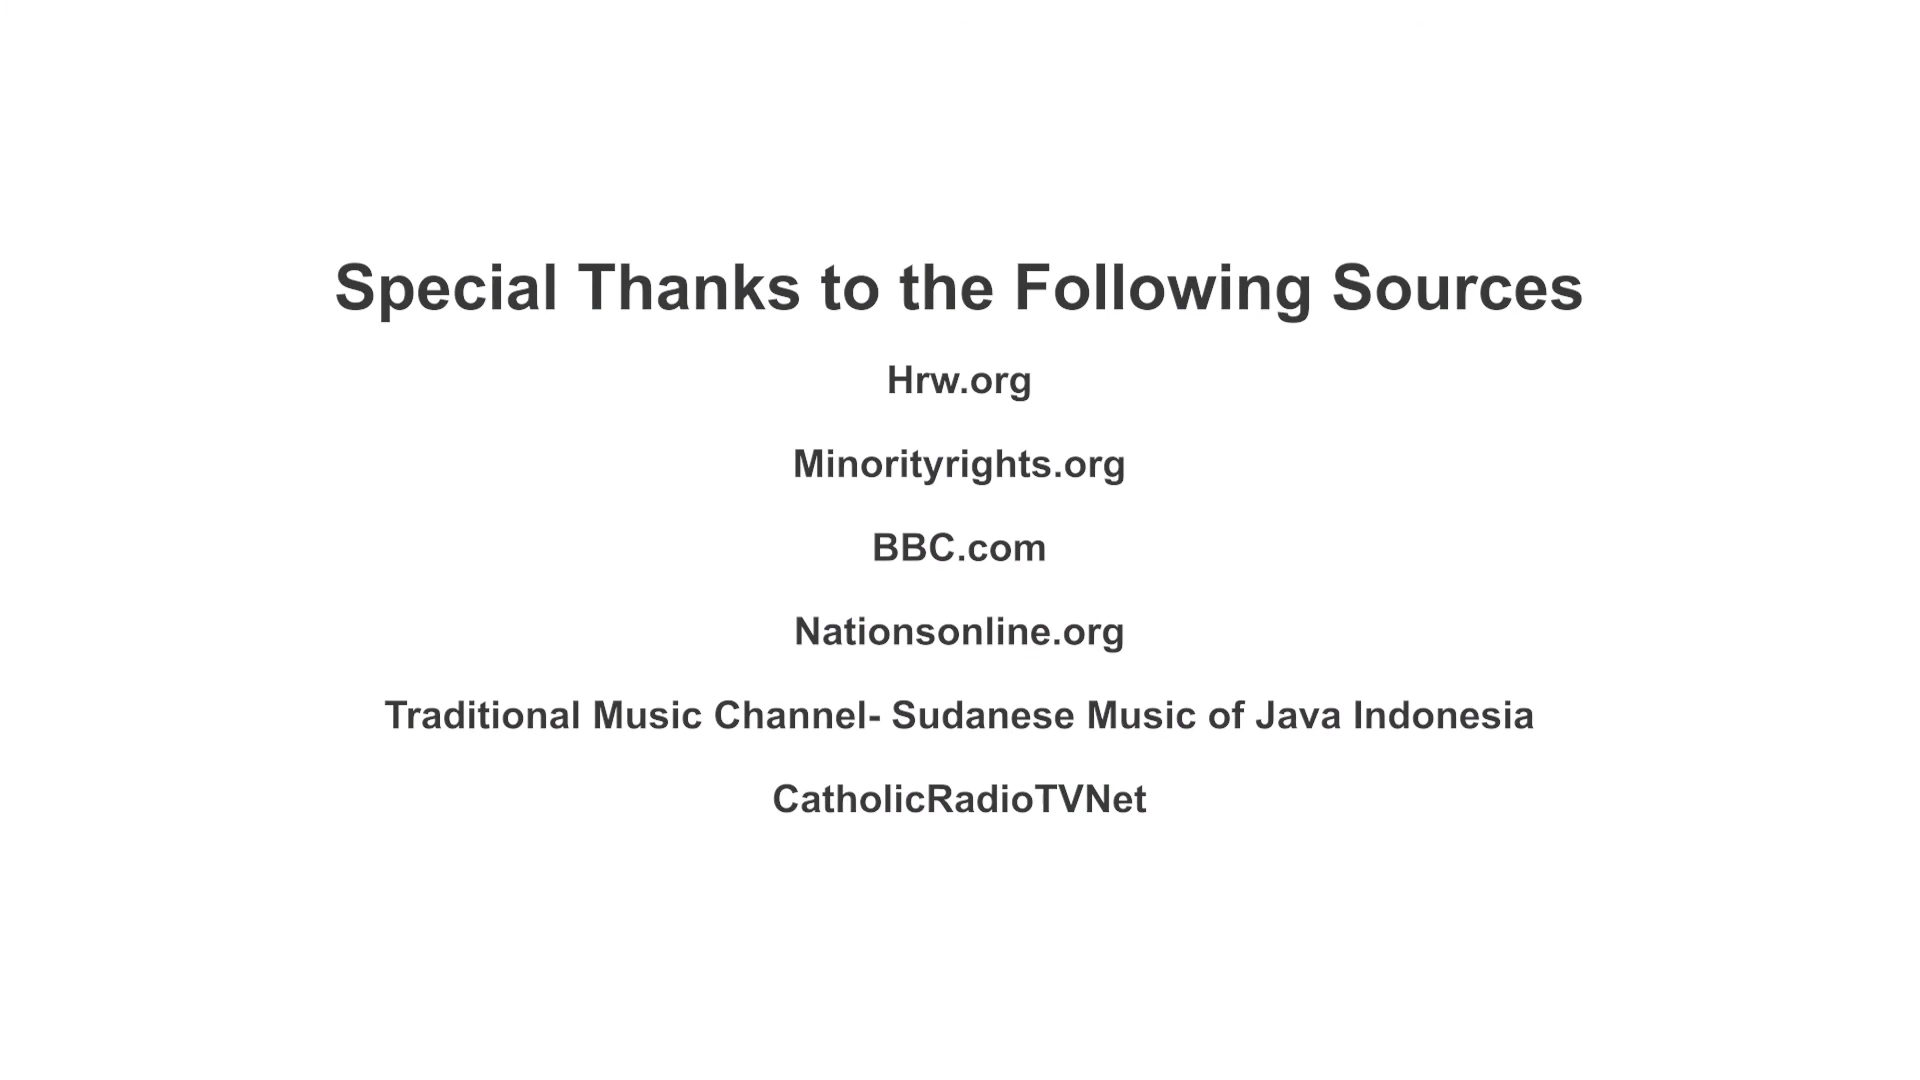 Special Thanks to the Following Sources
Hrw.org
Minorityrights.org
BBC.com
Nationsonline.org
Traditional Music Channel- Sudanese Music of Java Indonesia
CatholicRadioTVNet